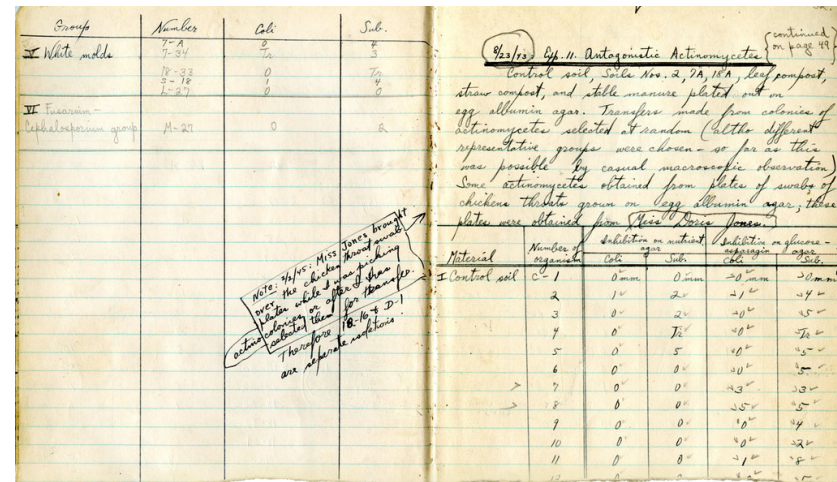 Group Number Coli Sub.
7-A 0 4
V White molds 7-34 Tr 3
18-33 0 Tr
S-18 0 4
L-27 0 0
VI Fusarium-
Cephalosporium group M-27 0 2
Note: 3/2/45: Miss Jones brought
over the chicken throat swab
plates while I was picking
actino colonies or after I has
selected them for transfer.
Therefore 18-16 & D-1
are separate isolations!
8/23/43 Exp. 11. Antagonistic Actinomycetes {continued
on page 49}
Control soil, Soils Nos. 2, 7A, 18A, leaf compost,
straw compost, and stable manure plated out on
egg albumin agar. Transfers made from colonies of
actinomycetes selected at random (altho different
representative groups were chosen - so far as this
was possible by casual macroscopic observation)
Some actinomycetes obtained from plates of swabs of
chickens throats grown on egg albumin agar; these
plates were obtained from Miss Doris Jones.
Material Number of organism Inhibition on nutrient agar Inhibition on glucose-asparagin agar
Coli Sub. Coli Sub.
I Control soil C-1 0 mm 0 mm 0 mm 0 mm
2 1 2 1 4
3 0 2 0 5
4 0 Tr 0 Tr
5 0 5 0
6 0 0 0 5
7 0 0 3 3
8 0 0 5 5
9 0 0 0 4
10 0 0 0 2
11 0 0 1 8